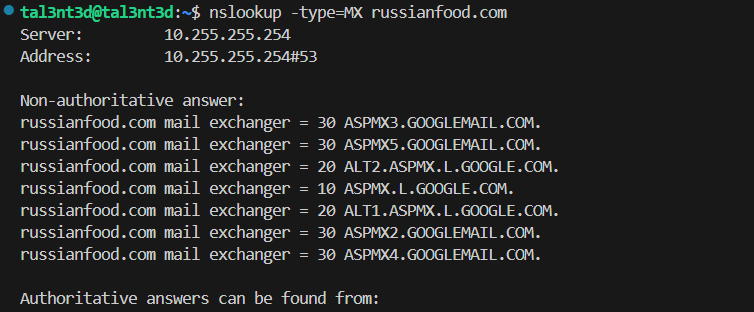 tal3nt3d@tal3nt3d:~$ nslookup -type=MX russianfood.com
Server:         10.255.255.254
Address:        10.255.255.254#53

Non-authoritative answer:
russianfood.com mail exchanger = 30 ASPMX3.GOOGLEMAIL.COM.
russianfood.com mail exchanger = 30 ASPMX5.GOOGLEMAIL.COM.
russianfood.com mail exchanger = 20 ALT2.ASPMX.L.GOOGLE.COM.
russianfood.com mail exchanger = 10 ASPMX.L.GOOGLE.COM.
russianfood.com mail exchanger = 20 ALT1.ASPMX.L.GOOGLE.COM.
russianfood.com mail exchanger = 30 ASPMX2.GOOGLEMAIL.COM.
russianfood.com mail exchanger = 30 ASPMX4.GOOGLEMAIL.COM.

Authoritative answers can be found from: